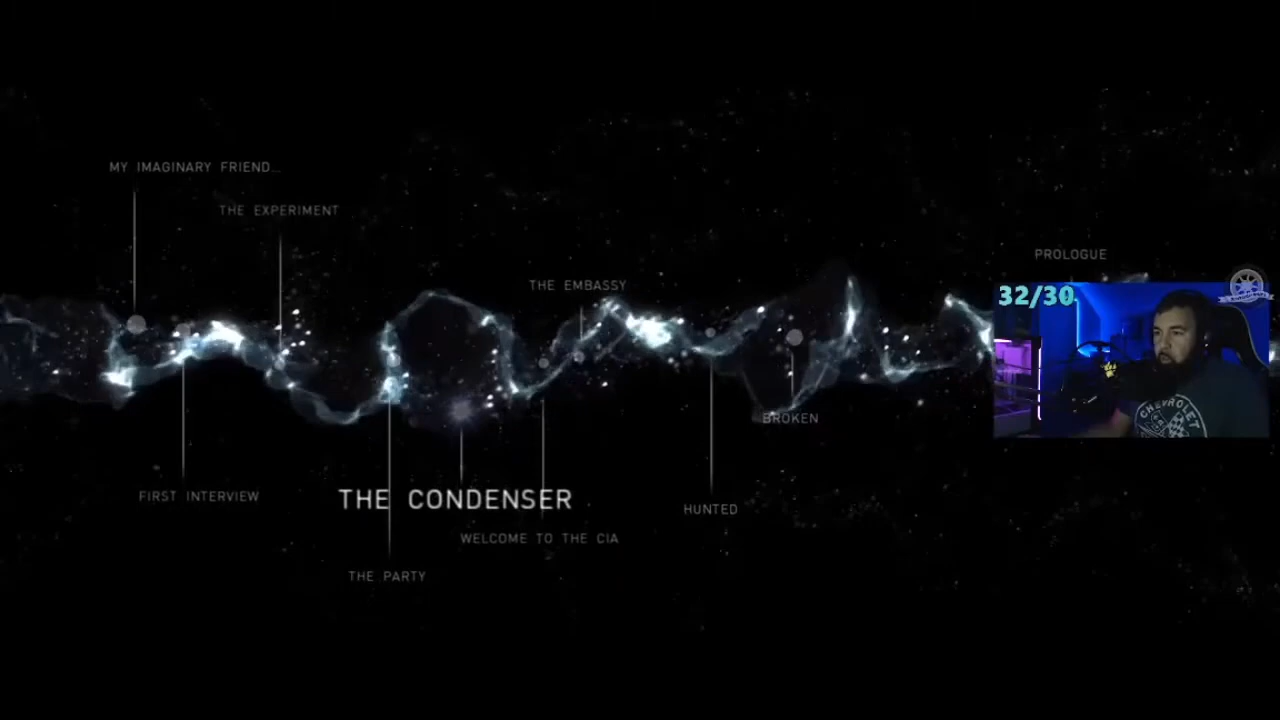 MY IMAGINARY FRIEND...
THE EXPERIMENT
PROLOGUE
THE EMBASSY
32/30
BROKEN
CHEVROLET
FIRST INTERVIEW
THE CONDENSER
HUNTED
WELCOME TO THE CIA
THE PARTY